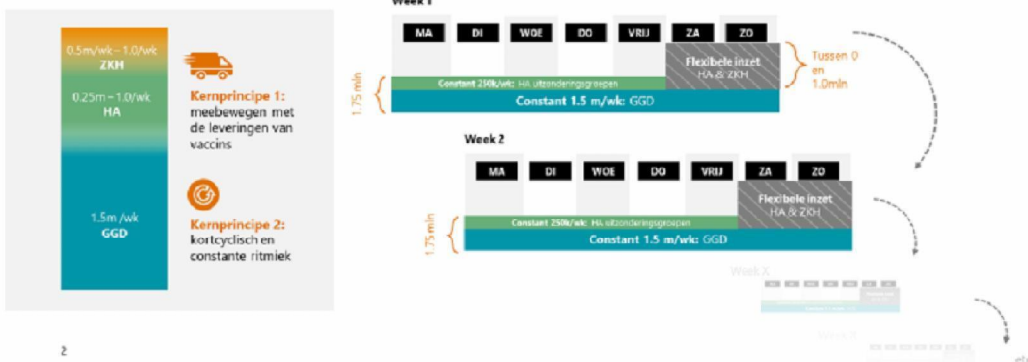 0.5m/wk – 1.0/wk
ZKH
0.25m – 1.0/wk
HA
1.5m /wk
GGD
Kernprincipe 1:
meebewegen met
de leveringen van
vaccins
Kernprincipe 2:
kortcyclisch en
constante ritmiek
Week 1
MA DI WOE DO VRIJ ZA ZO
Flexibele inzet
HA & ZKH
Constant 250k/wk: HA uitzonderingsgroepen
Constant 1.5 m/wk: GGD
1.75 mln
Tussen 0
en
1.0mln
Week 2
MA DI WOE DO VRIJ ZA ZO
Flexibele inzet
HA & ZKH
Constant 250k/wk: HA uitzonderingsgroepen
Constant 1.5 m/wk: GGD
1.75 mln
Week X
2